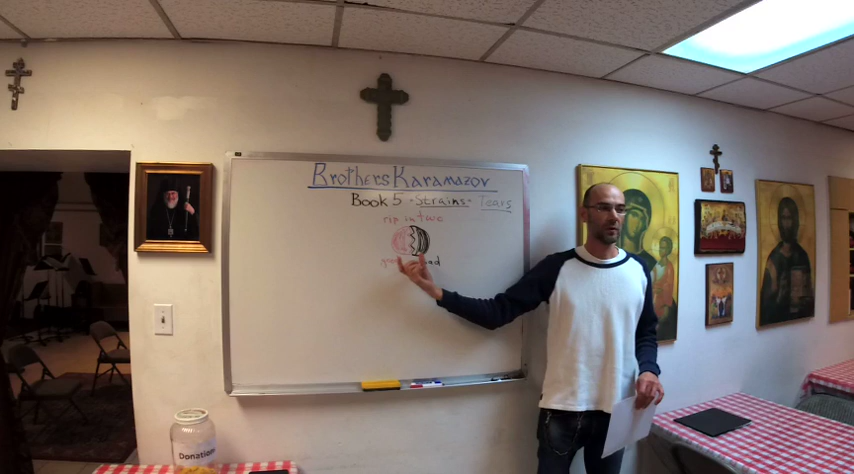 Brothers Karamazov
Book 5 · Strains · Tears
rip in two
Donations